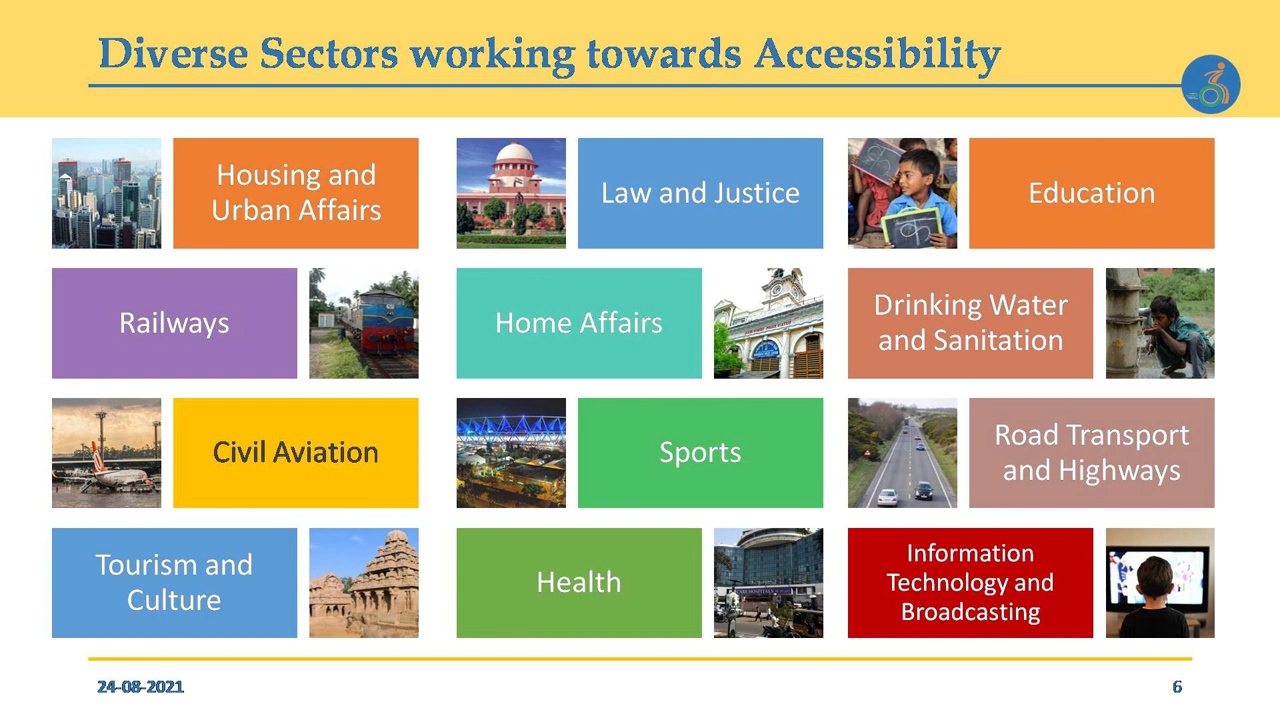 Diverse Sectors working towards Accessibility
Housing and
Urban Affairs
Law and Justice
Education
Railways
Home Affairs
Drinking Water
and Sanitation
Civil Aviation
Sports
Road Transport
and Highways
Tourism and
Culture
Health
Information
Technology and
Broadcasting
24-08-2021
6